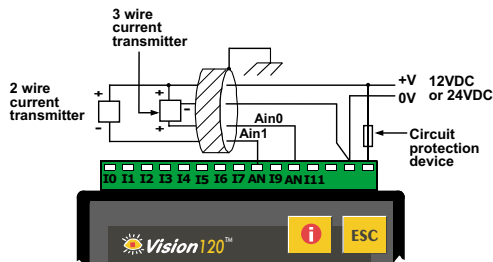 3 wire
current
transmitter
2 wire
current
transmitter
+
-
+
-
+
Ain0
Ain1
+V
0V
12VDC
or 24VDC
Circuit
protection
device
I0 I1 I2 I3 I4 I5 I6 I7 AN I9 AN I11
Vision120™
i
ESC